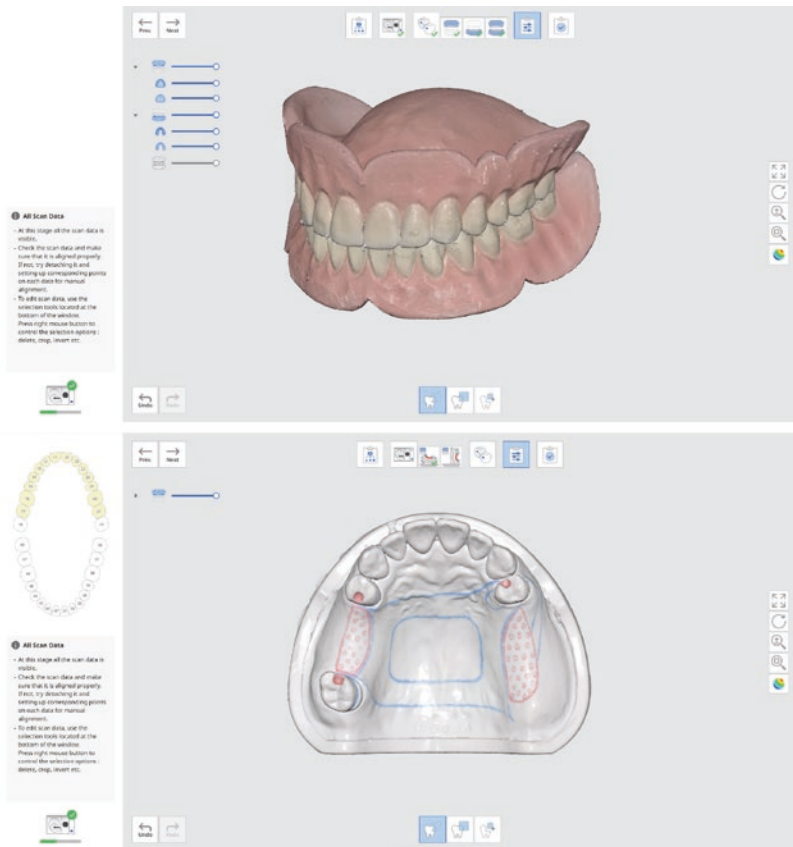 Prev.
Next
All Scan Data
- At this stage all the scan data is
visible.
- Check the scan data and make
sure that it is aligned properly.
If not, try detaching it and
setting up corresponding points
on each data for manual
alignment.
- To edit scan data, use the
selection tools located at the
bottom of the window.
Press right mouse button to
control the selection options :
delete, crop, invert etc.
Undo
Redo
Prev.
Next
All Scan Data
- At this stage all the scan data is
visible.
- Check the scan data and make
sure that it is aligned properly.
If not, try detaching it and
setting up corresponding points
on each data for manual
alignment.
- To edit scan data, use the
selection tools located at the
bottom of the window.
Press right mouse button to
control the selection options :
delete, crop, invert etc.
Undo
Redo